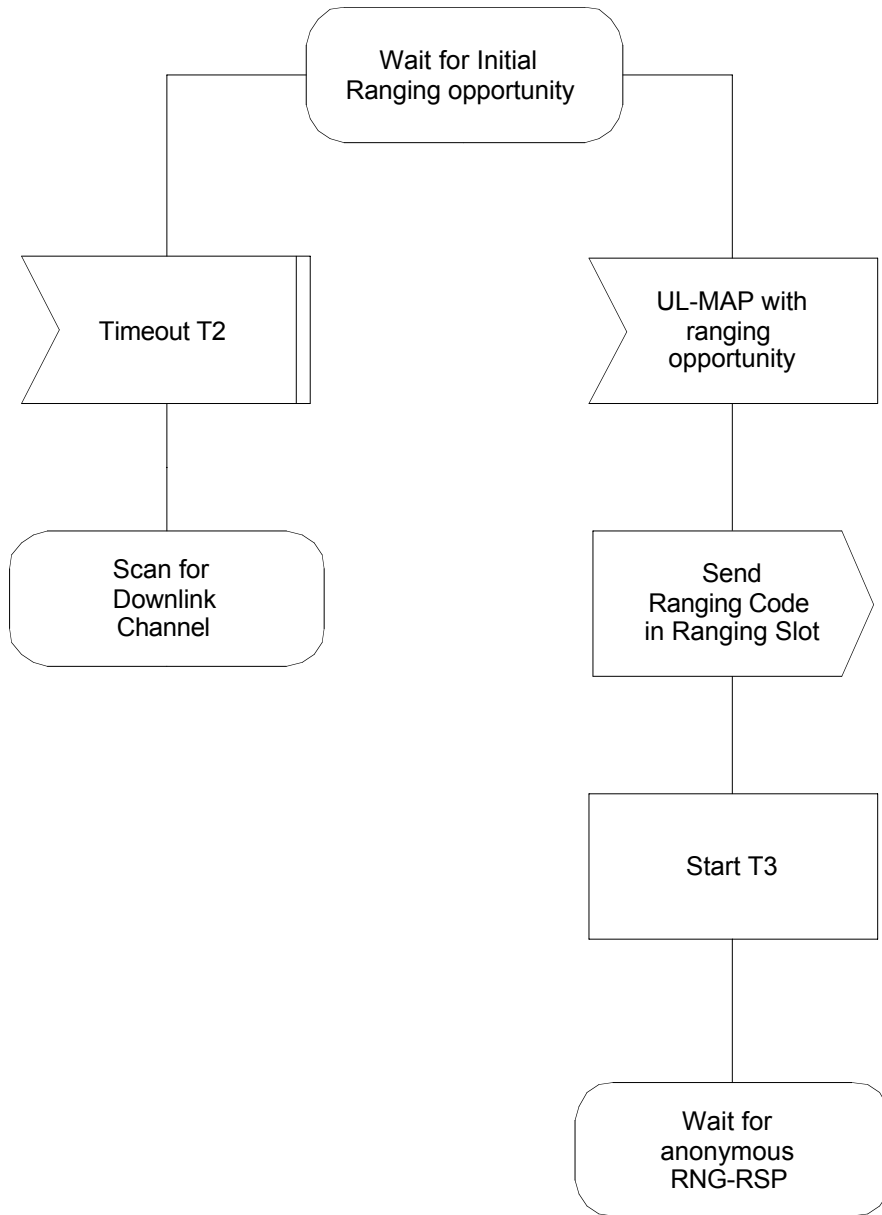 Wait for Initial
Ranging opportunity
Timeout T2
UL-MAP with
ranging
opportunity
Scan for
Downlink
Channel
Send
Ranging Code
in Ranging Slot
Start T3
Wait for
anonymous
RNG-RSP